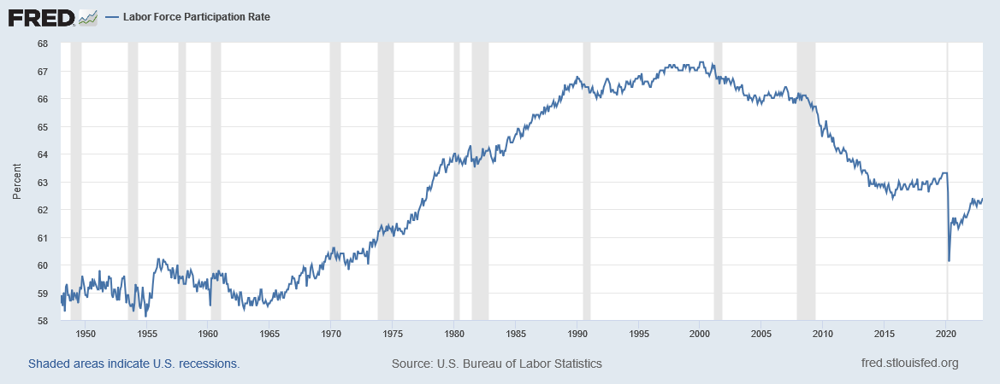 FRED Labor Force Participation Rate
68
67
66
65
64
63
62
61
60
59
58
Percent
1950 1955 1960 1965 1970 1975 1980 1985 1990 1995 2000 2005 2010 2015 2020
Shaded areas indicate U.S. recessions. Source: U.S. Bureau of Labor Statistics fred.stlouisfed.org